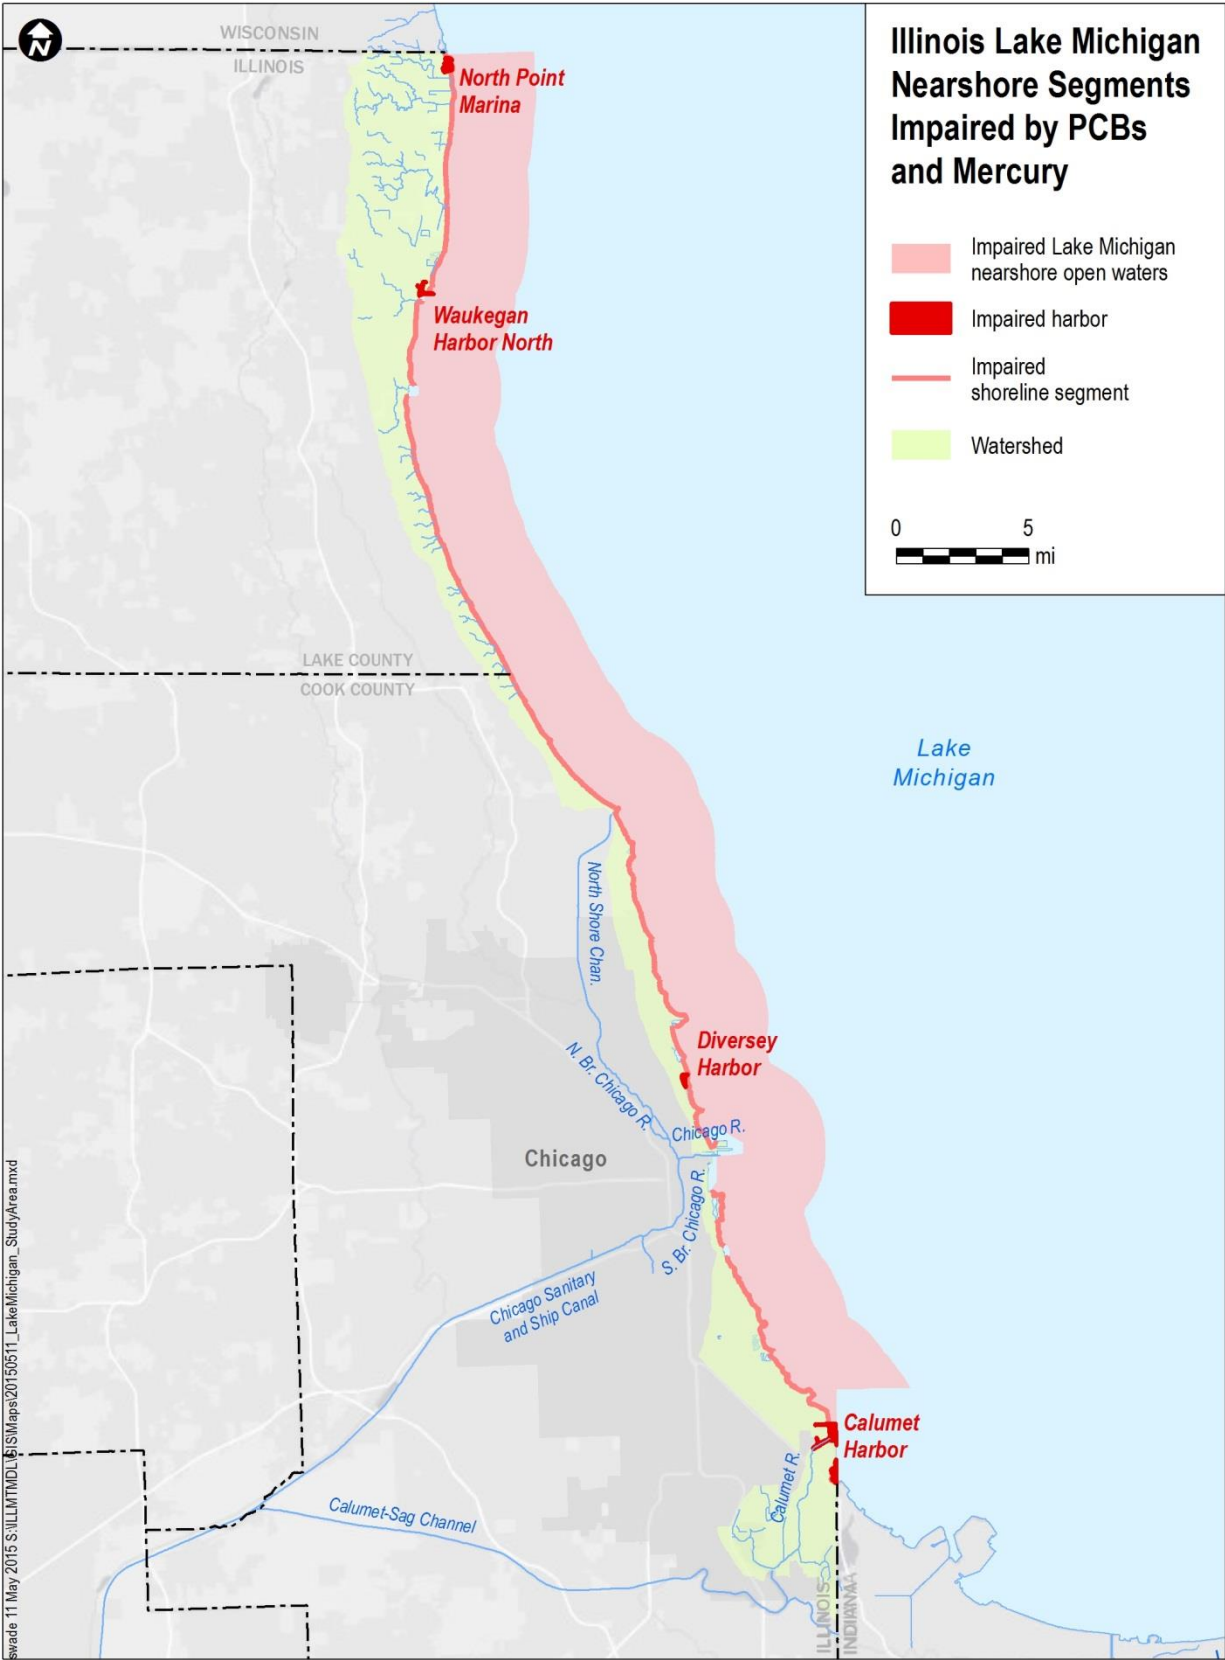 N
WISCONSIN
ILLINOIS
North Point
Marina
Illinois Lake Michigan
Nearshore Segments
Impaired by PCBs
and Mercury
Impaired Lake Michigan
nearshore open waters
Impaired harbor
Impaired
shoreline segment
Watershed
0 5
mi
Waukegan
Harbor North
LAKE COUNTY
COOK COUNTY
Lake
Michigan
North Shore Chan.
Diversey
Harbor
N. Br. Chicago R.
Chicago R.
Chicago
S. Br. Chicago R.
Chicago Sanitary
and Ship Canal
Calumet
Harbor
Calumet R.
Calumet-Sag Channel
ILLINOIS
INDIANA
swade 11 May 2015 S:\ILLMTMDL\GIS\Maps\20150511_LakeMichigan_StudyArea.mxd